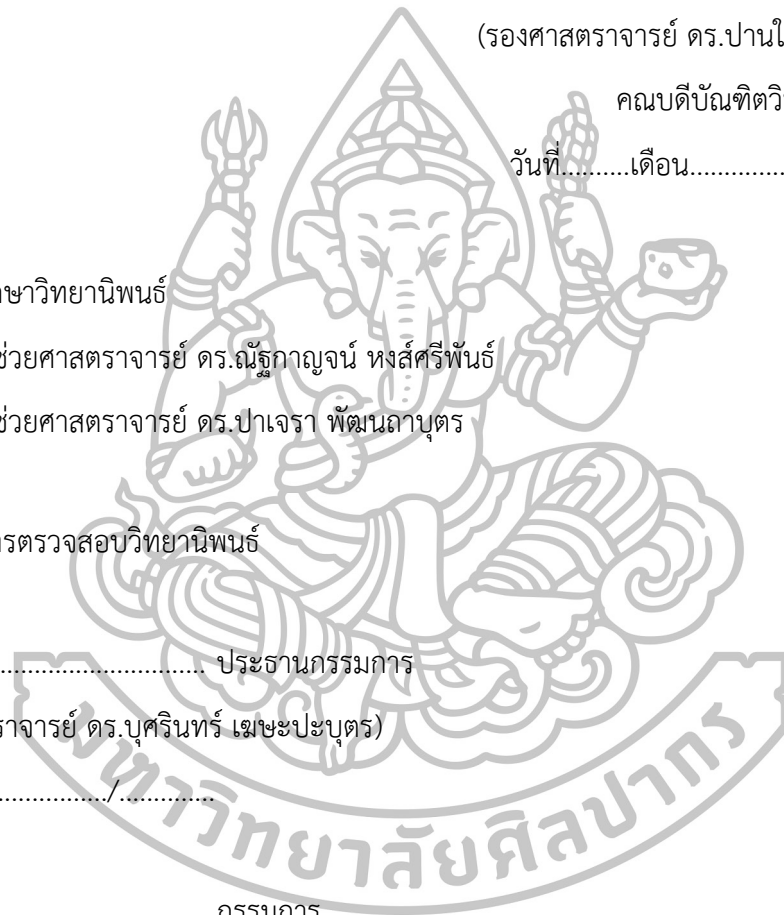 (รองศาสตราจารย์ ดร.ปานใ
คณบดีบัณฑิตวิ
วันที่..........เดือน..............
าษาวิทยานิพนธ์
ช่วยศาสตราจารย์ ดร.ณัฐกาญจน์ หงส์ศรีพันธ์
ช่วยศาสตราจารย์ ดร.ปาเจรา พัฒนถาบุตร
รตรวจสอบวิทยานิพนธ์
............................... ประธานกรรมการ
ราจารย์ ดร.บุศรินทร์ เฆษะปะบุตร)
................/..............
กรรมการ
มหาวิทยาลัยศิลปากร